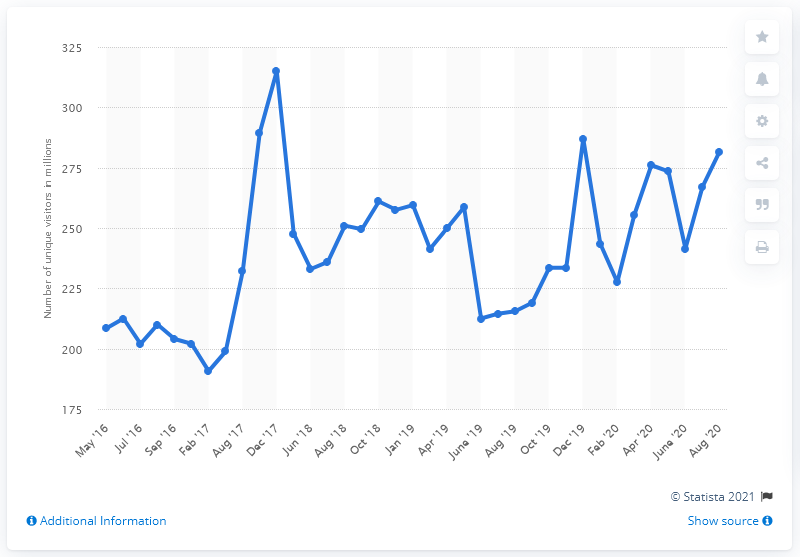 325
300
275
250
225
200
175
Number of unique visitors in millions
May '16
Jul '16
Sep '16
Feb '17
Aug '17
Dec '17
Jun '18
Aug '18
Oct '18
Jan '19
Apr '19
June '19
Aug '19
Oct '19
Dec '19
Feb '20
Apr '20
June '20
Aug '20
© Statista 2021
Additional Information
Show source